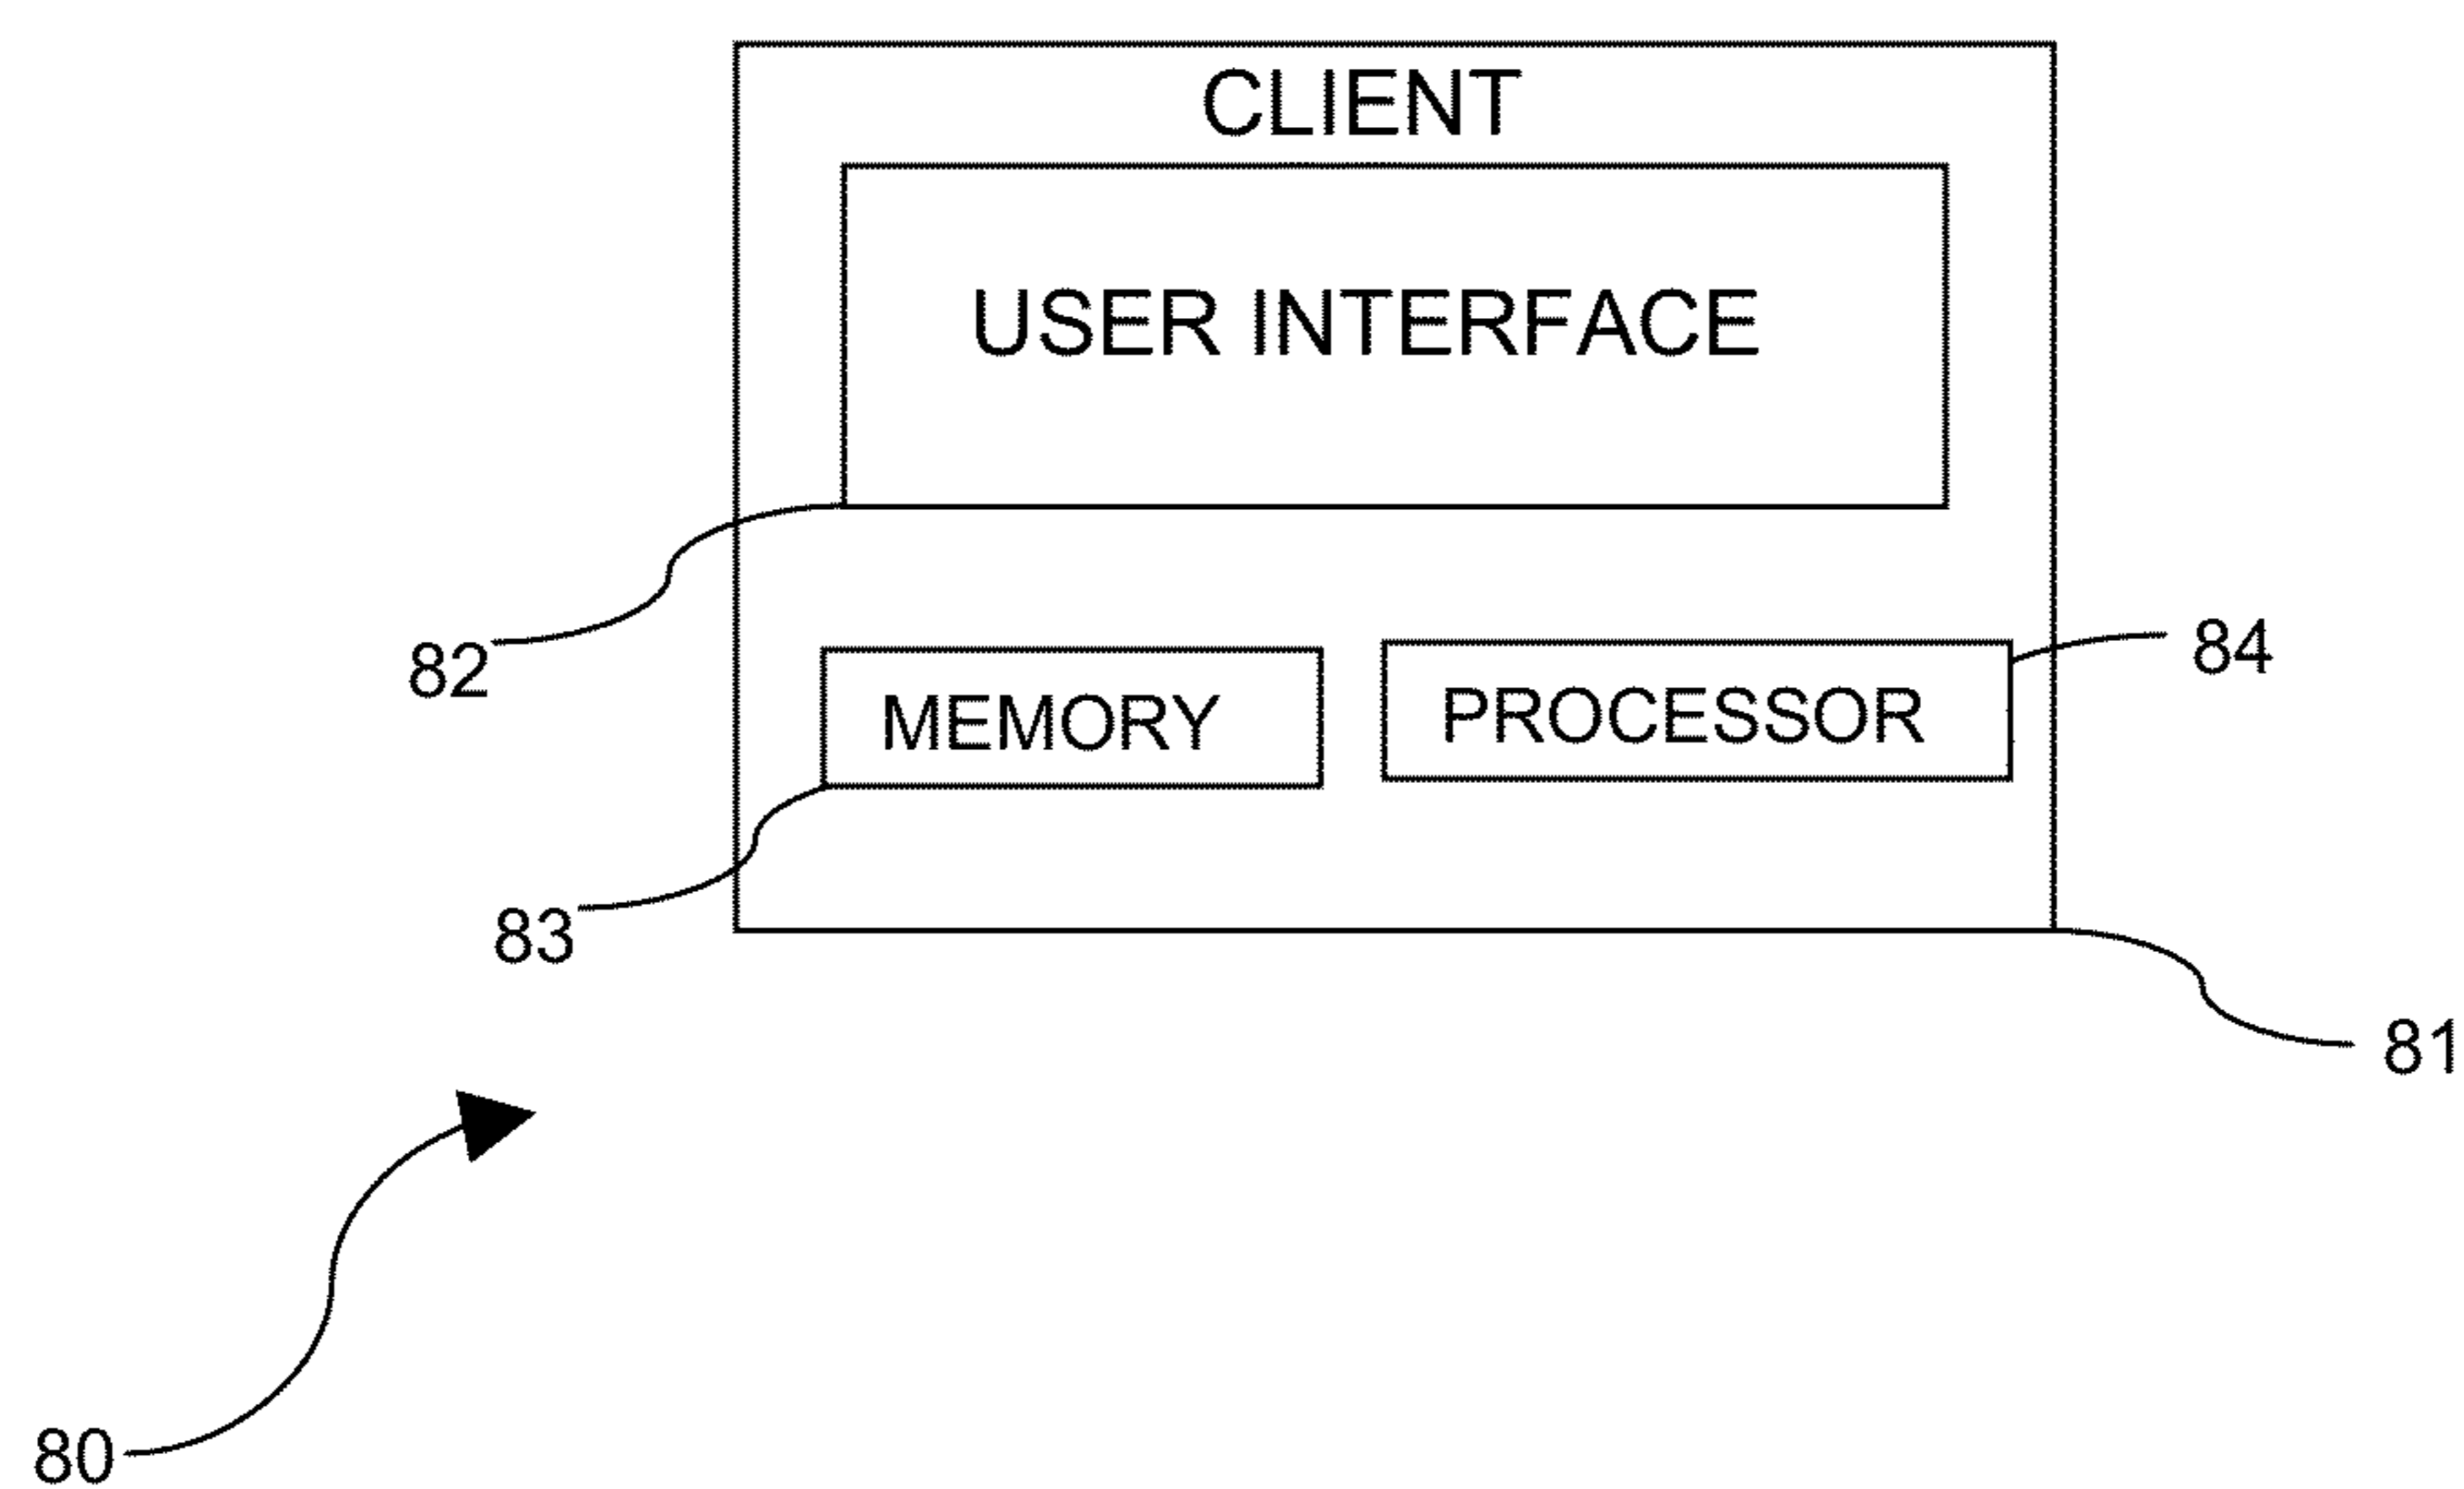 CLIENT
USER INTERFACE
82
84
MEMORY
PROCESSOR
83
81
80